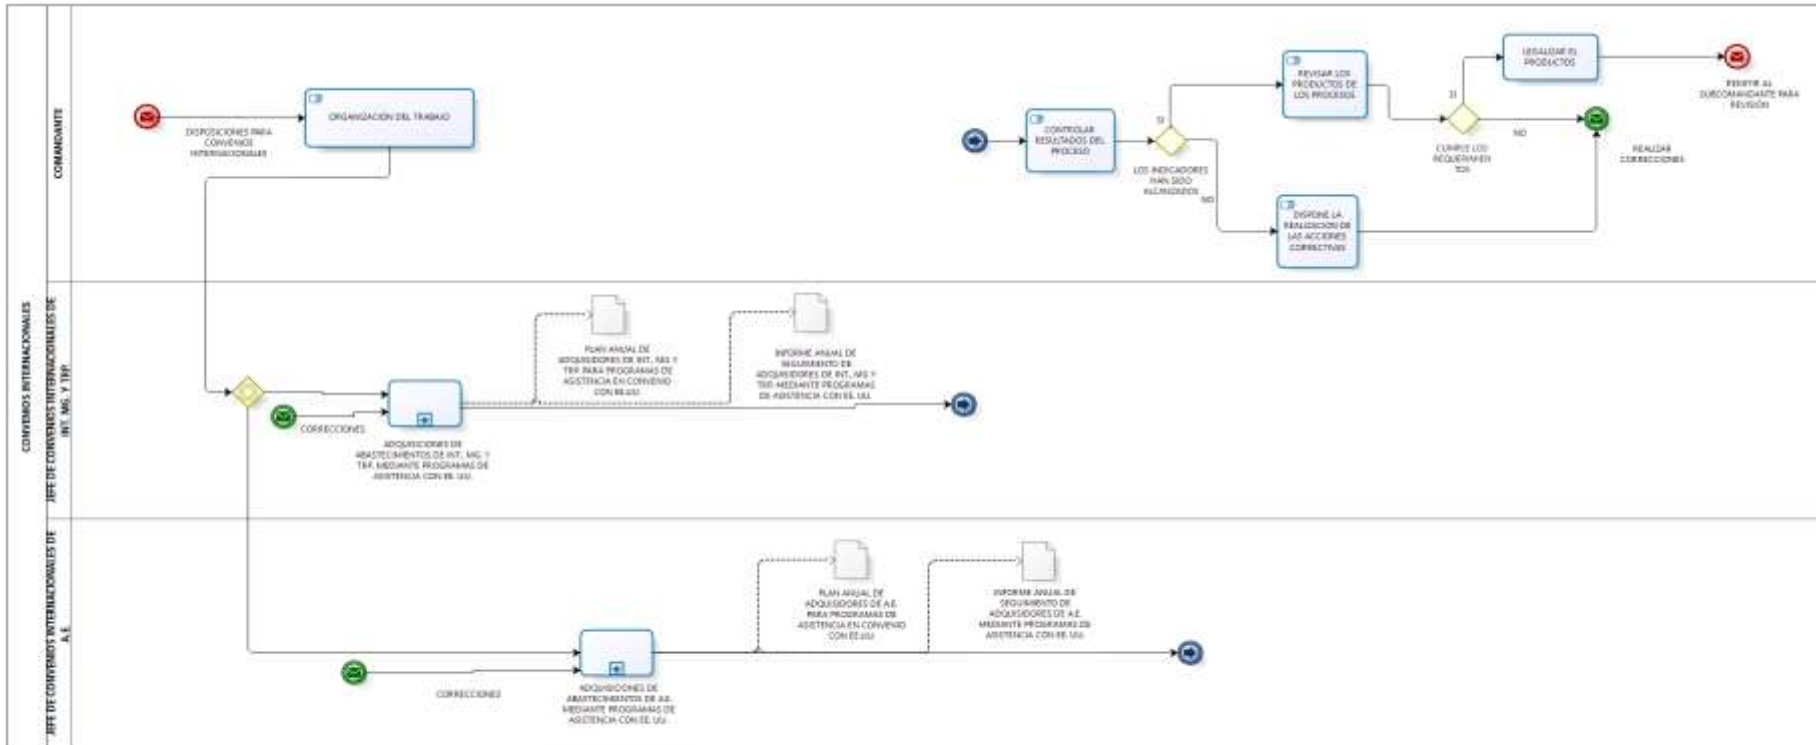 CONVENIOS INTERNACIONALES
COMANDANTE
DISPOSICIONES PARA
CONVENIOS
INTERNACIONALES
ORGANIZACIÓN DEL TRABAJO
CONTROLAR
RESULTADOS DEL
PROCESO
SI
LOS INDICADORES
HAN SIDO
ALCANZADOS
NO
REVISAR LOS
PRODUCTOS DE
LOS PROCESOS
DISPONE LA
REALIZACION DE
LAS ACCIONES
CORRECTIVAS
SI
CUMPLE LOS
REQUERIMIEN
TOS
NO
LEGALIZAR EL
PRODUCTOS
REMITIR AL
SUBCOMANDANTE PARA
REVISIÓN
REALIZAR
CORRECCIONES
JEFE DE CONVENIOS INTERNACIONALES DE
INT. MG. Y TRP.
CORRECCIONES
ADQUISICIONES DE
ABASTECIMIENTOS DE INT., MG. Y
TRP. MEDIANTE PROGRAMAS DE
ASISTENCIA CON EE. UU.
PLAN ANUAL DE
ADQUISIDORES DE INT., MG Y
TRP. PARA PROGRAMAS DE
ASISTENCIA EN CONVENIO
CON EE.UU
INFORME ANUAL DE
SEGUIMIENTO DE
ADQUISIDORES DE INT., MG Y
TRP. MEDIANTE PROGRAMAS
DE ASISTENCIA CON EE. UU.
JEFE DE CONVENIOS INTERNACIONALES DE
A.E.
CORRECCIONES
ADQUISICIONES DE
ABASTECIMIENTOS DE A.E.
MEDIANTE PROGRAMAS DE
ASISTENCIA CON EE. UU.
PLAN ANUAL DE
ADQUISIDORES DE A.E.
PARA PROGRAMAS DE
ASISTENCIA EN CONVENIO
CON EE.UU
INFORME ANUAL DE
SEGUIMIENTO DE
ADQUISIDORES DE A.E.
MEDIANTE PROGRAMAS DE
ASISTENCIA CON EE. UU.